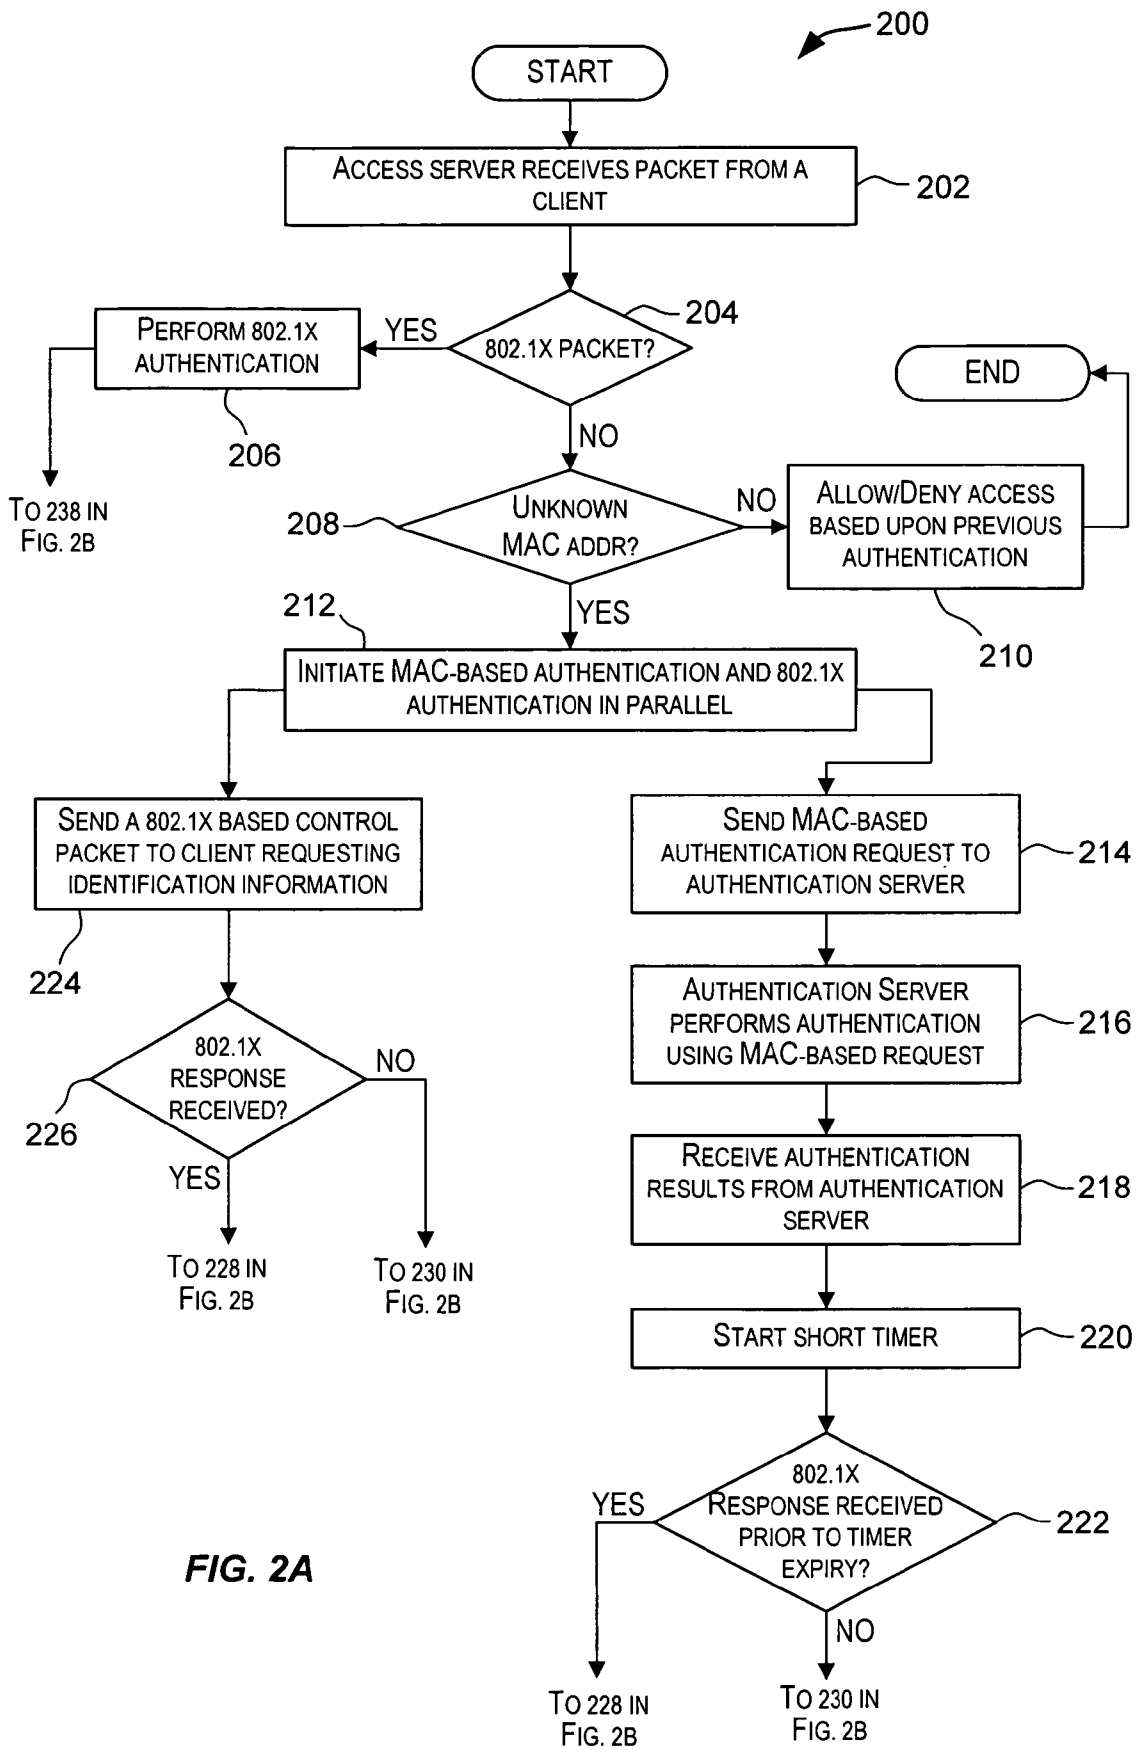 200
START
ACCESS SERVER RECEIVES PACKET FROM A
CLIENT
202
204
802.1X PACKET?
YES
PERFORM 802.1X
AUTHENTICATION
206
TO 238 IN
FIG. 2B
NO
END
208
UNKNOWN
MAC ADDR?
NO
ALLOW/DENY ACCESS
BASED UPON PREVIOUS
AUTHENTICATION
210
YES
212
INITIATE MAC-BASED AUTHENTICATION AND 802.1X
AUTHENTICATION IN PARALLEL
SEND A 802.1X BASED CONTROL
PACKET TO CLIENT REQUESTING
IDENTIFICATION INFORMATION
224
802.1X
RESPONSE
RECEIVED?
226
NO
YES
TO 228 IN
FIG. 2B
TO 230 IN
FIG. 2B
SEND MAC-BASED
AUTHENTICATION REQUEST TO
AUTHENTICATION SERVER
214
AUTHENTICATION SERVER
PERFORMS AUTHENTICATION
USING MAC-BASED REQUEST
216
RECEIVE AUTHENTICATION
RESULTS FROM AUTHENTICATION
SERVER
218
START SHORT TIMER
220
802.1X
RESPONSE RECEIVED
PRIOR TO TIMER
EXPIRY?
222
YES
NO
TO 228 IN
FIG. 2B
TO 230 IN
FIG. 2B
FIG. 2A